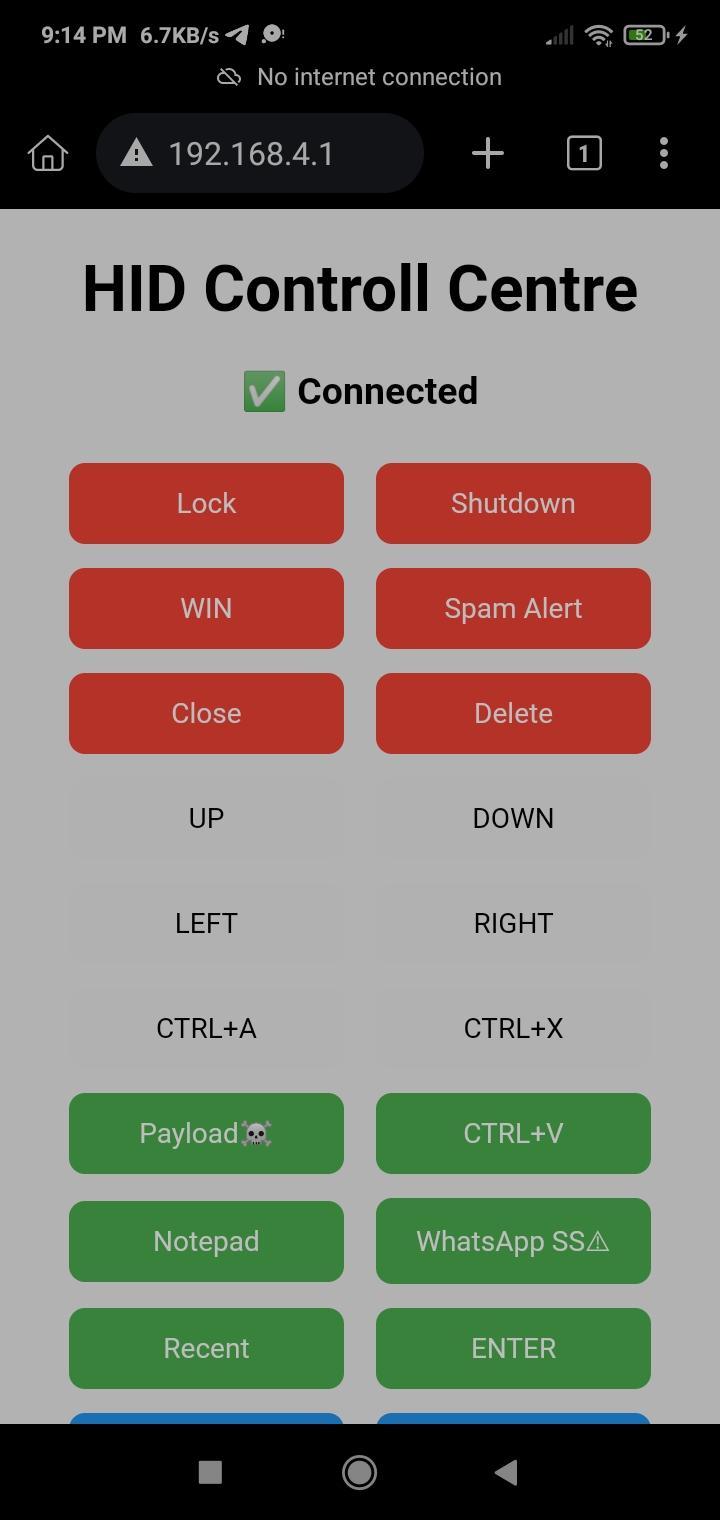 9:14 PM 6.7KB/s 52
No internet connection
192.168.4.1 1
HID Controll Centre
✅ Connected
Lock Shutdown
WIN Spam Alert
Close Delete
UP DOWN
LEFT RIGHT
CTRL+A CTRL+X
Payload☠️ CTRL+V
Notepad WhatsApp SS⚠
Recent ENTER